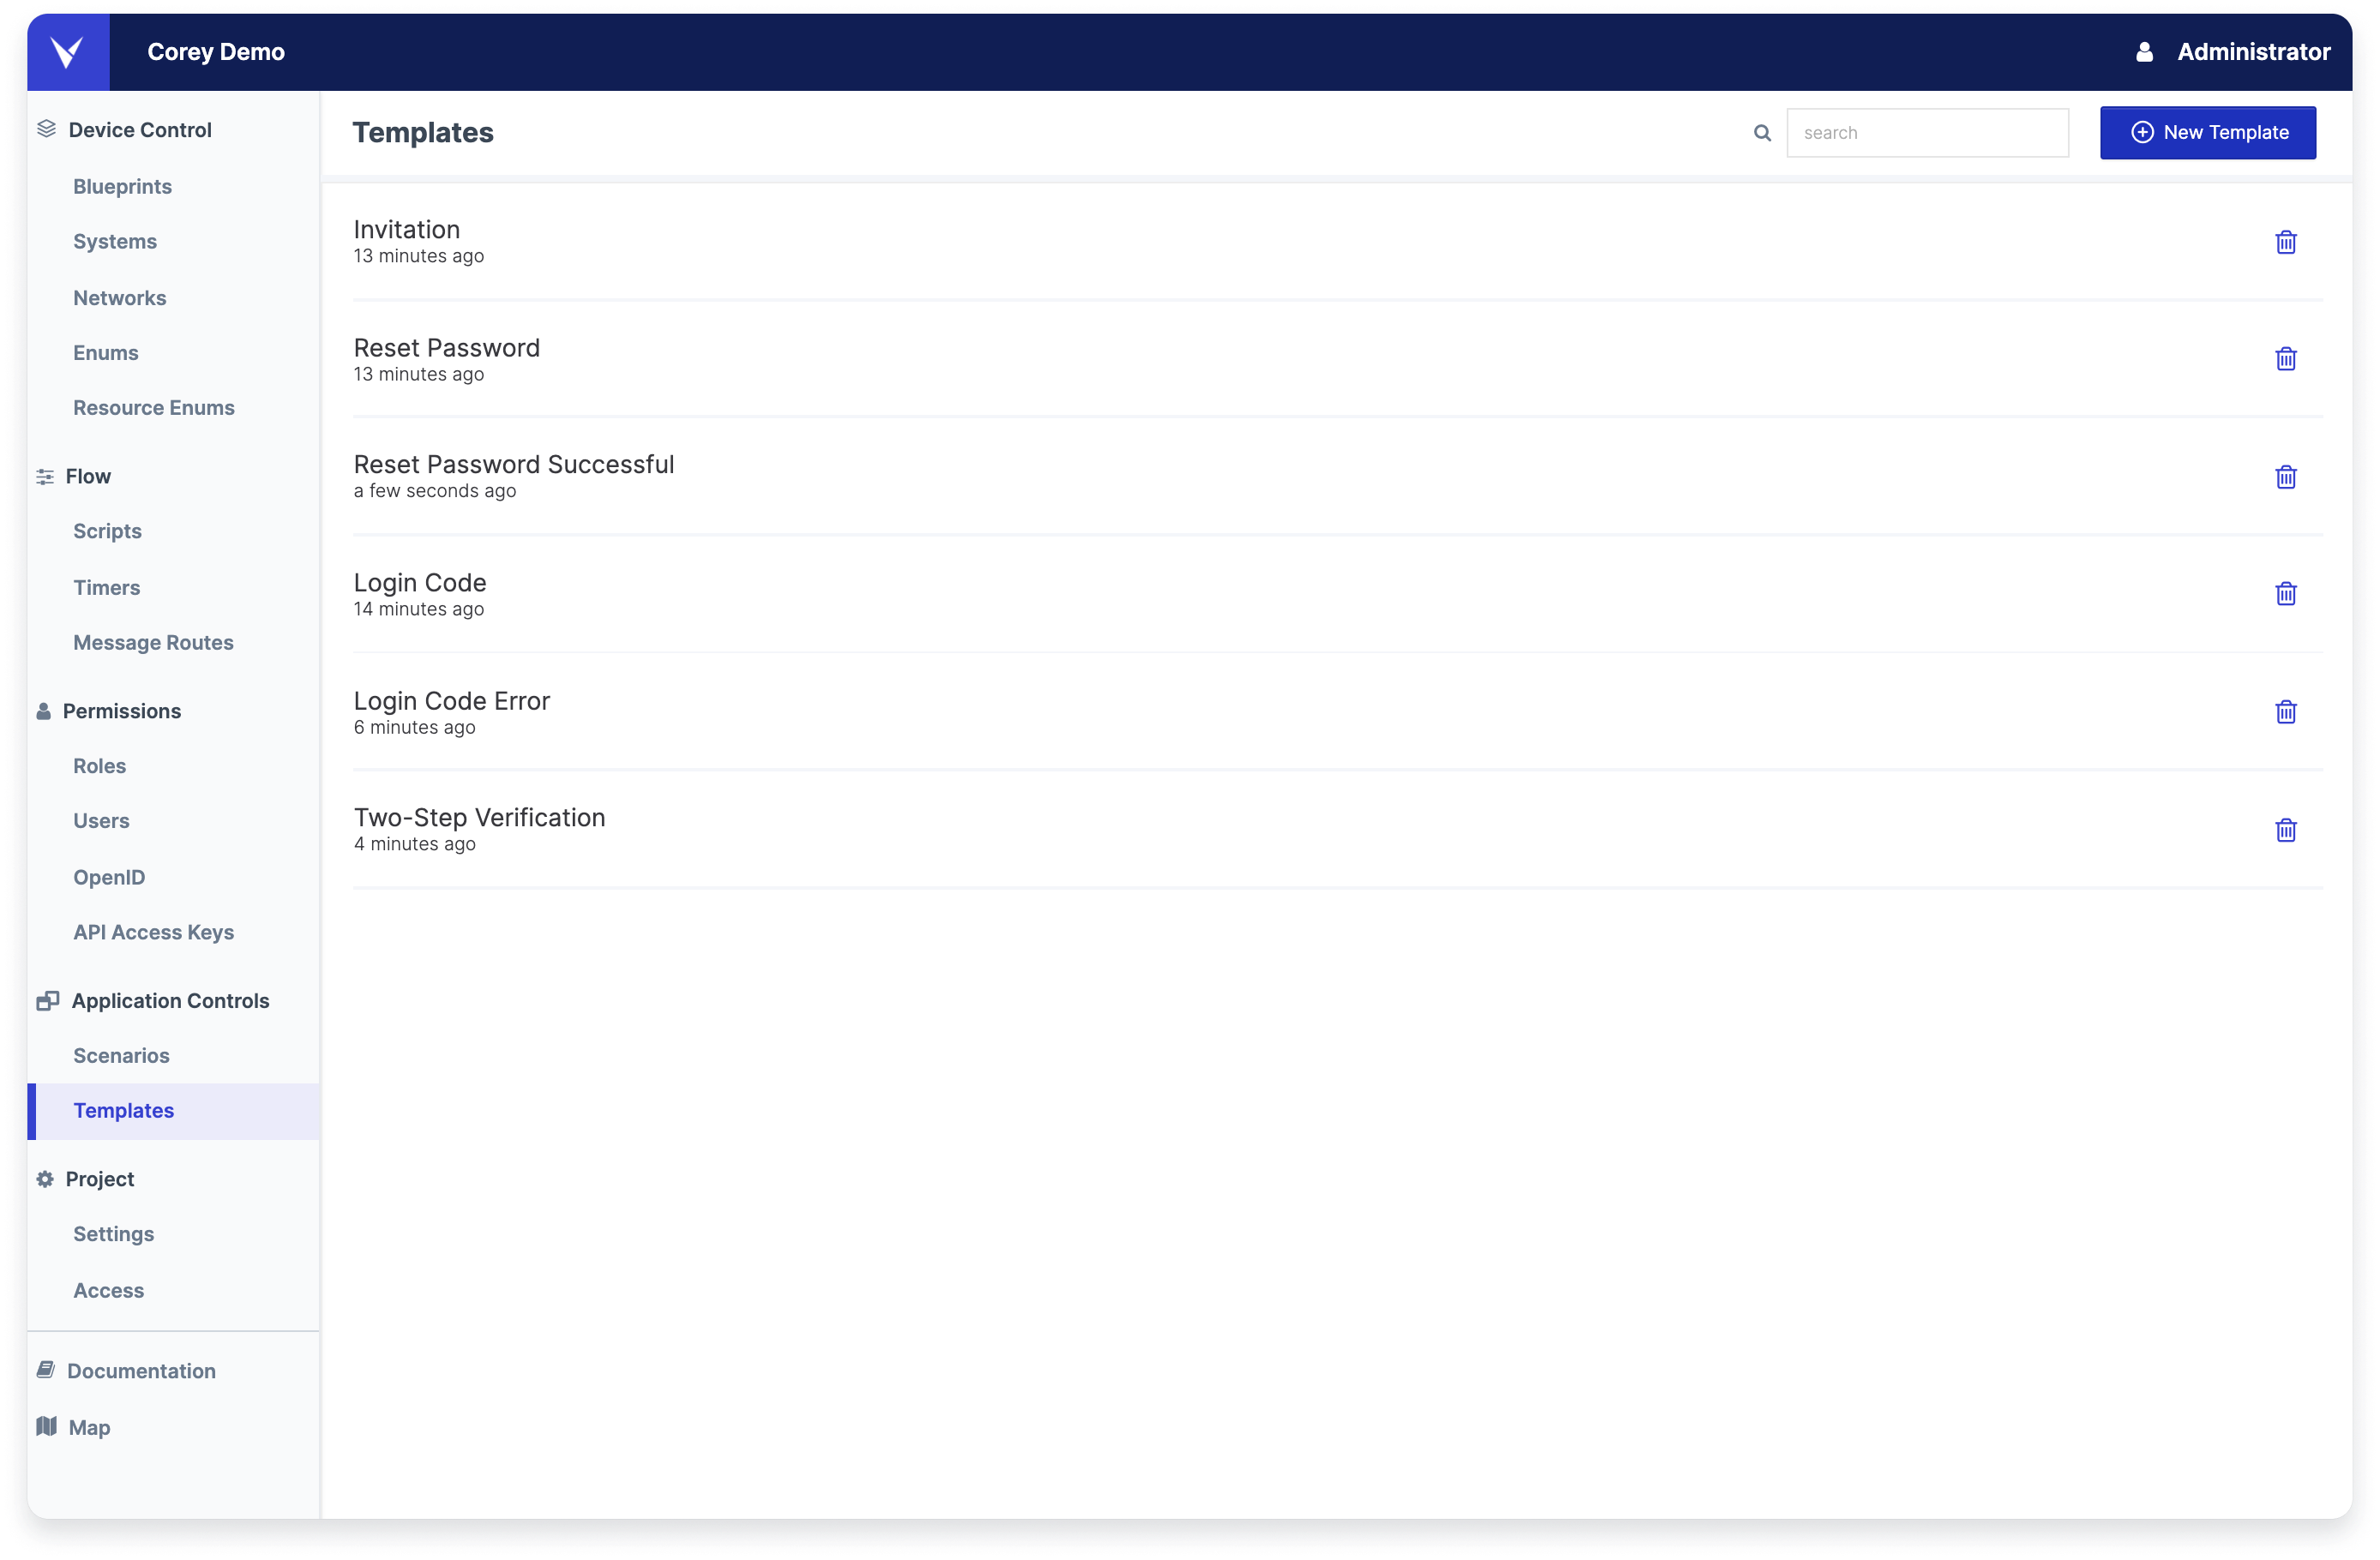 Corey Demo
Administrator
Device Control
Blueprints
Systems
Networks
Enums
Resource Enums
Flow
Scripts
Timers
Message Routes
Permissions
Roles
Users
OpenID
API Access Keys
Application Controls
Scenarios
Templates
Project
Settings
Access
Documentation
Map
Templates
search
New Template
Invitation
13 minutes ago
Reset Password
13 minutes ago
Reset Password Successful
a few seconds ago
Login Code
14 minutes ago
Login Code Error
6 minutes ago
Two-Step Verification
4 minutes ago